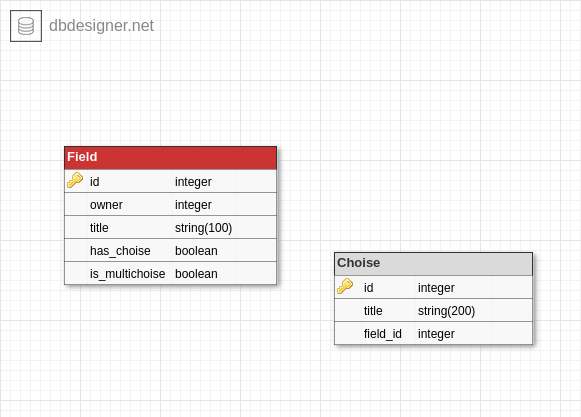 dbdesigner.net
Field
id integer
owner integer
title string(100)
has_choise boolean
is_multichoise boolean
Choise
id integer
title string(200)
field_id integer